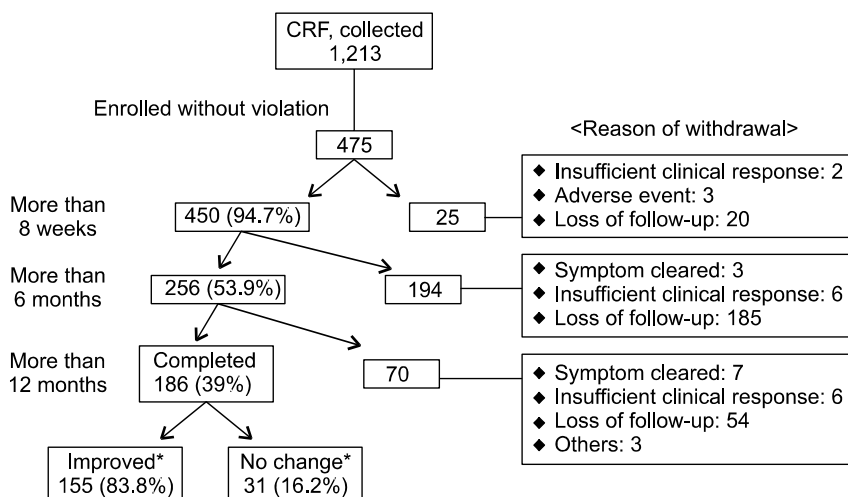 CRF, collected
1,213
Enrolled without violation
475
<Reason of withdrawal>
More than
8 weeks
450 (94.7%)
25
◆ Insufficient clinical response: 2
◆ Adverse event: 3
◆ Loss of follow-up: 20
More than
6 months
256 (53.9%)
194
◆ Symptom cleared: 3
◆ Insufficient clinical response: 6
◆ Loss of follow-up: 185
More than
12 months
Completed
186 (39%)
70
◆ Symptom cleared: 7
◆ Insufficient clinical response: 6
◆ Loss of follow-up: 54
◆ Others: 3
Improved*
155 (83.8%)
No change*
31 (16.2%)